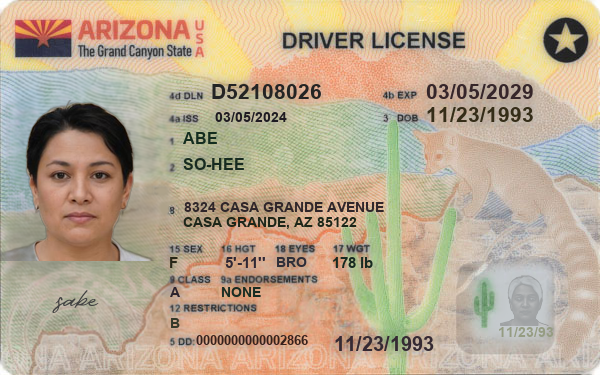 ARIZONA USA
The Grand Canyon State
DRIVER LICENSE
4d DLN D52108026
4b EXP 03/05/2029
4a ISS 03/05/2024
3 DOB 11/23/1993
1 ABE
2 SO-HEE
8 8324 CASA GRANDE AVENUE
CASA GRANDE, AZ 85122
15 SEX 16 HGT 18 EYES 17 WGT
F 5'-11" BRO 178 lb
9 CLASS 9a ENDORSEMENTS
A NONE
12 RESTRICTIONS
B
sake
5 DD: 0000000000002866
11/23/1993
11/23/93
ONA ARIZONA ARIZONA ARIZONA ARIZONA